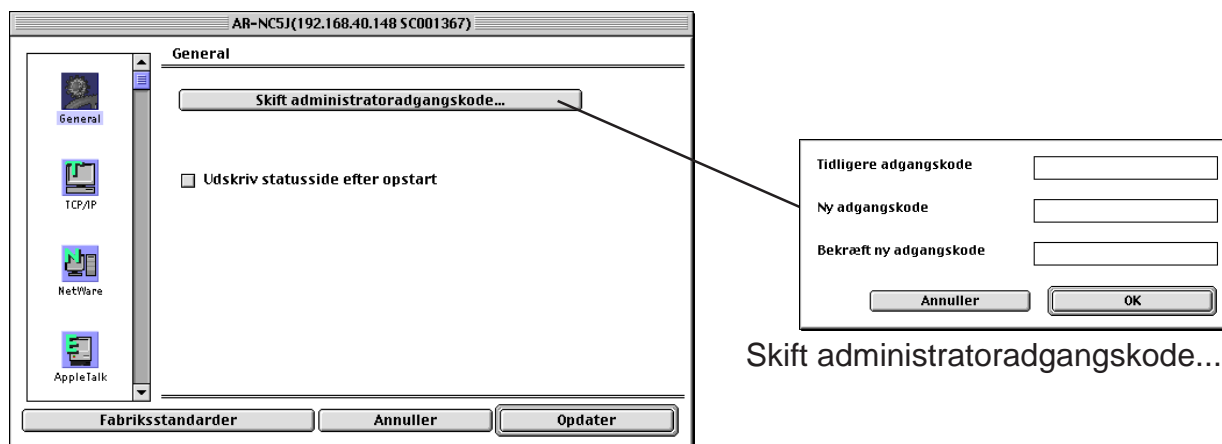 AR-NC5J(192.168.40.148 SC001367)
General
General
TCP/IP
NetWare
AppleTalk
Skift administratoradgangskode...
Udskriv statusside efter opstart
Fabriksstandarder
Annuller
Opdater
Tidligere adgangskode
Ny adgangskode
Bekræft ny adgangskode
Annuller
OK
Skift administratoradgangskode...